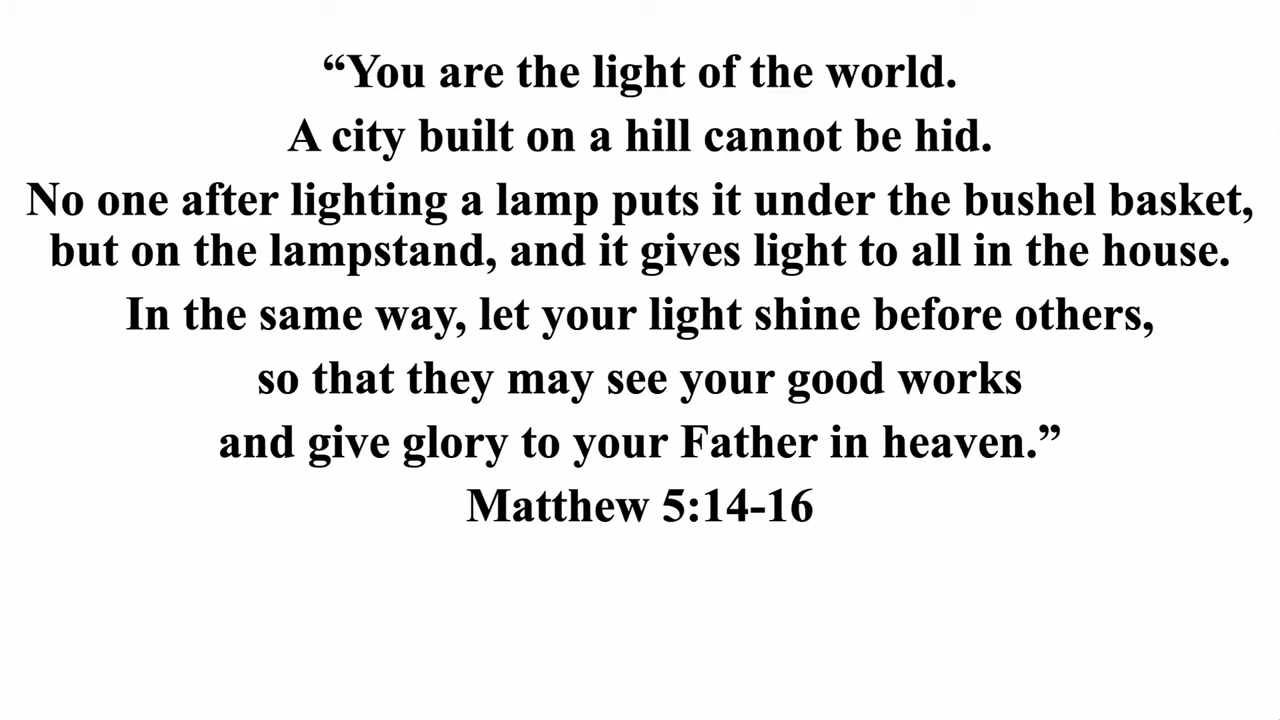 “You are the light of the world.
A city built on a hill cannot be hid.
No one after lighting a lamp puts it under the bushel basket,
but on the lampstand, and it gives light to all in the house.
In the same way, let your light shine before others,
so that they may see your good works
and give glory to your Father in heaven.”
Matthew 5:14-16